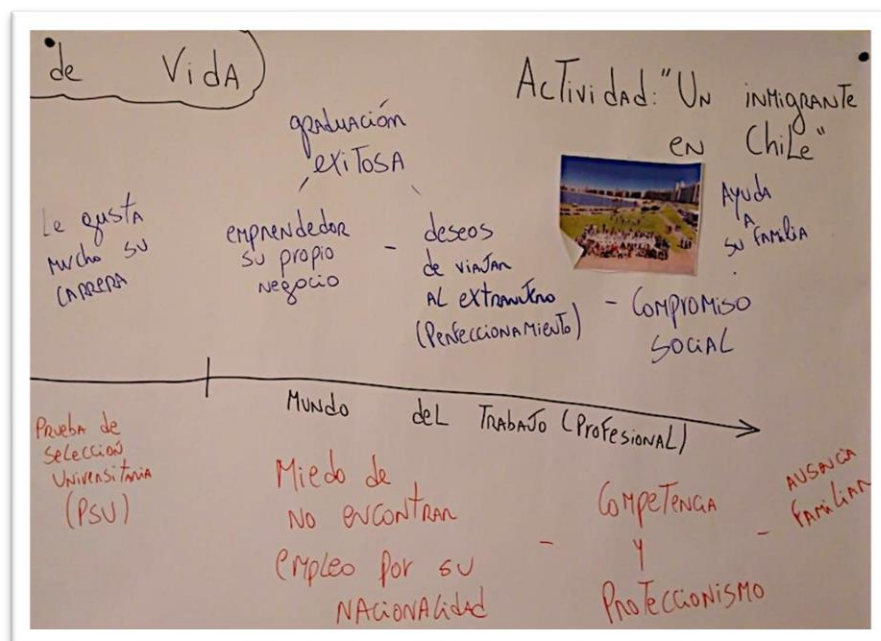 de VidA
Actividad: "Un inmigrante
en Chile"
graduación
exitosa
Le gusta
mucho su
carrera
emprendedor
su propio
negocio
- deseos
de viajar
al extranjero
(Perfeccionamiento)
Ayuda
A
su familia
- Compromiso
social
Mundo del Trabajo (Profesional)
Prueba de
selección
Universitaria
(PSU)
Miedo de
no encontrar
empleo por su
nacionalidad
- Competencia
y
Proteccionismo
- Ausencia
familiar